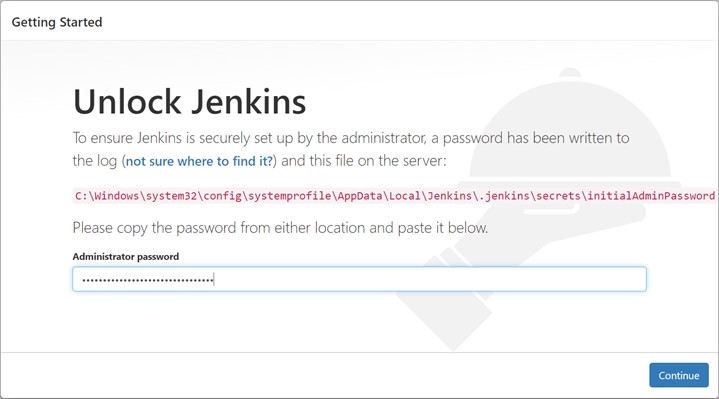 Getting Started
Unlock Jenkins
To ensure Jenkins is securely set up by the administrator, a password has been written to
the log (not sure where to find it?) and this file on the server:
C:\Windows\system32\config\systemprofile\AppData\Local\Jenkins\.jenkins\secrets\initialAdminPassword
Please copy the password from either location and paste it below.
Administrator password
••••••••••••••••••••••••••••••••
Continue